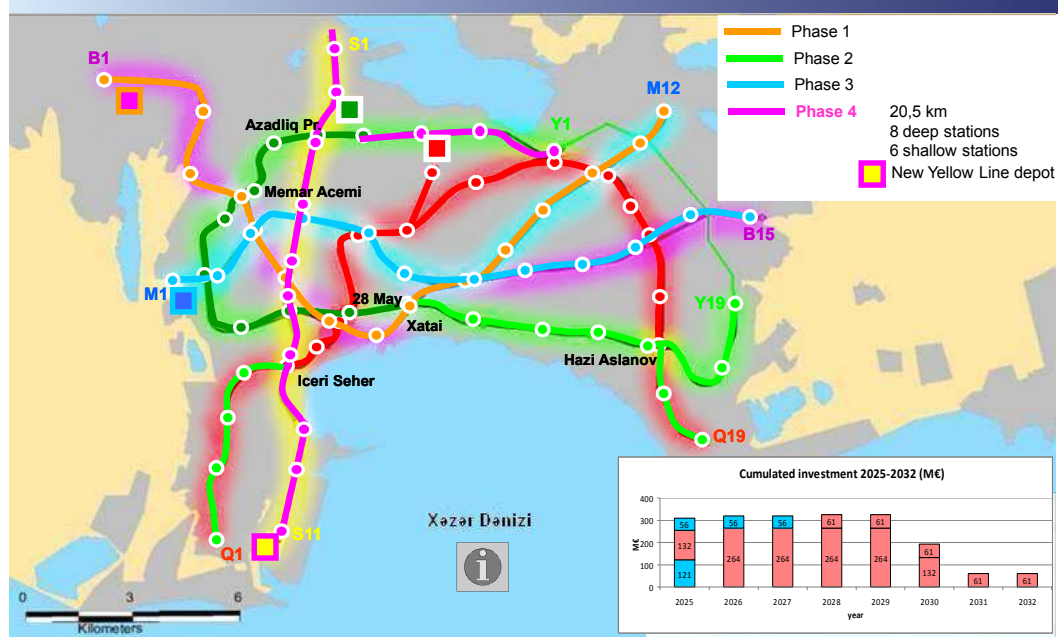 Phase 1
Phase 2
Phase 3
Phase 4
20,5 km
8 deep stations
6 shallow stations
New Yellow Line depot
S1
B1
M12
Azadliq Pr.
Y1
Memar Acemi
B15
M1
28 May
Y19
Xatai
Hazi Aslanov
Iceri Seher
Q19
S11
Q1
Xəzər Dənizi
0 3 6
Kilometers
Cumulated investment 2025-2032 (M€)
M€
400
300
200
100
0
56 56 56 61 61
132 264 264 264 264 61
121 132 61 61
2025 2026 2027 2028 2029 2030 2031 2032
year